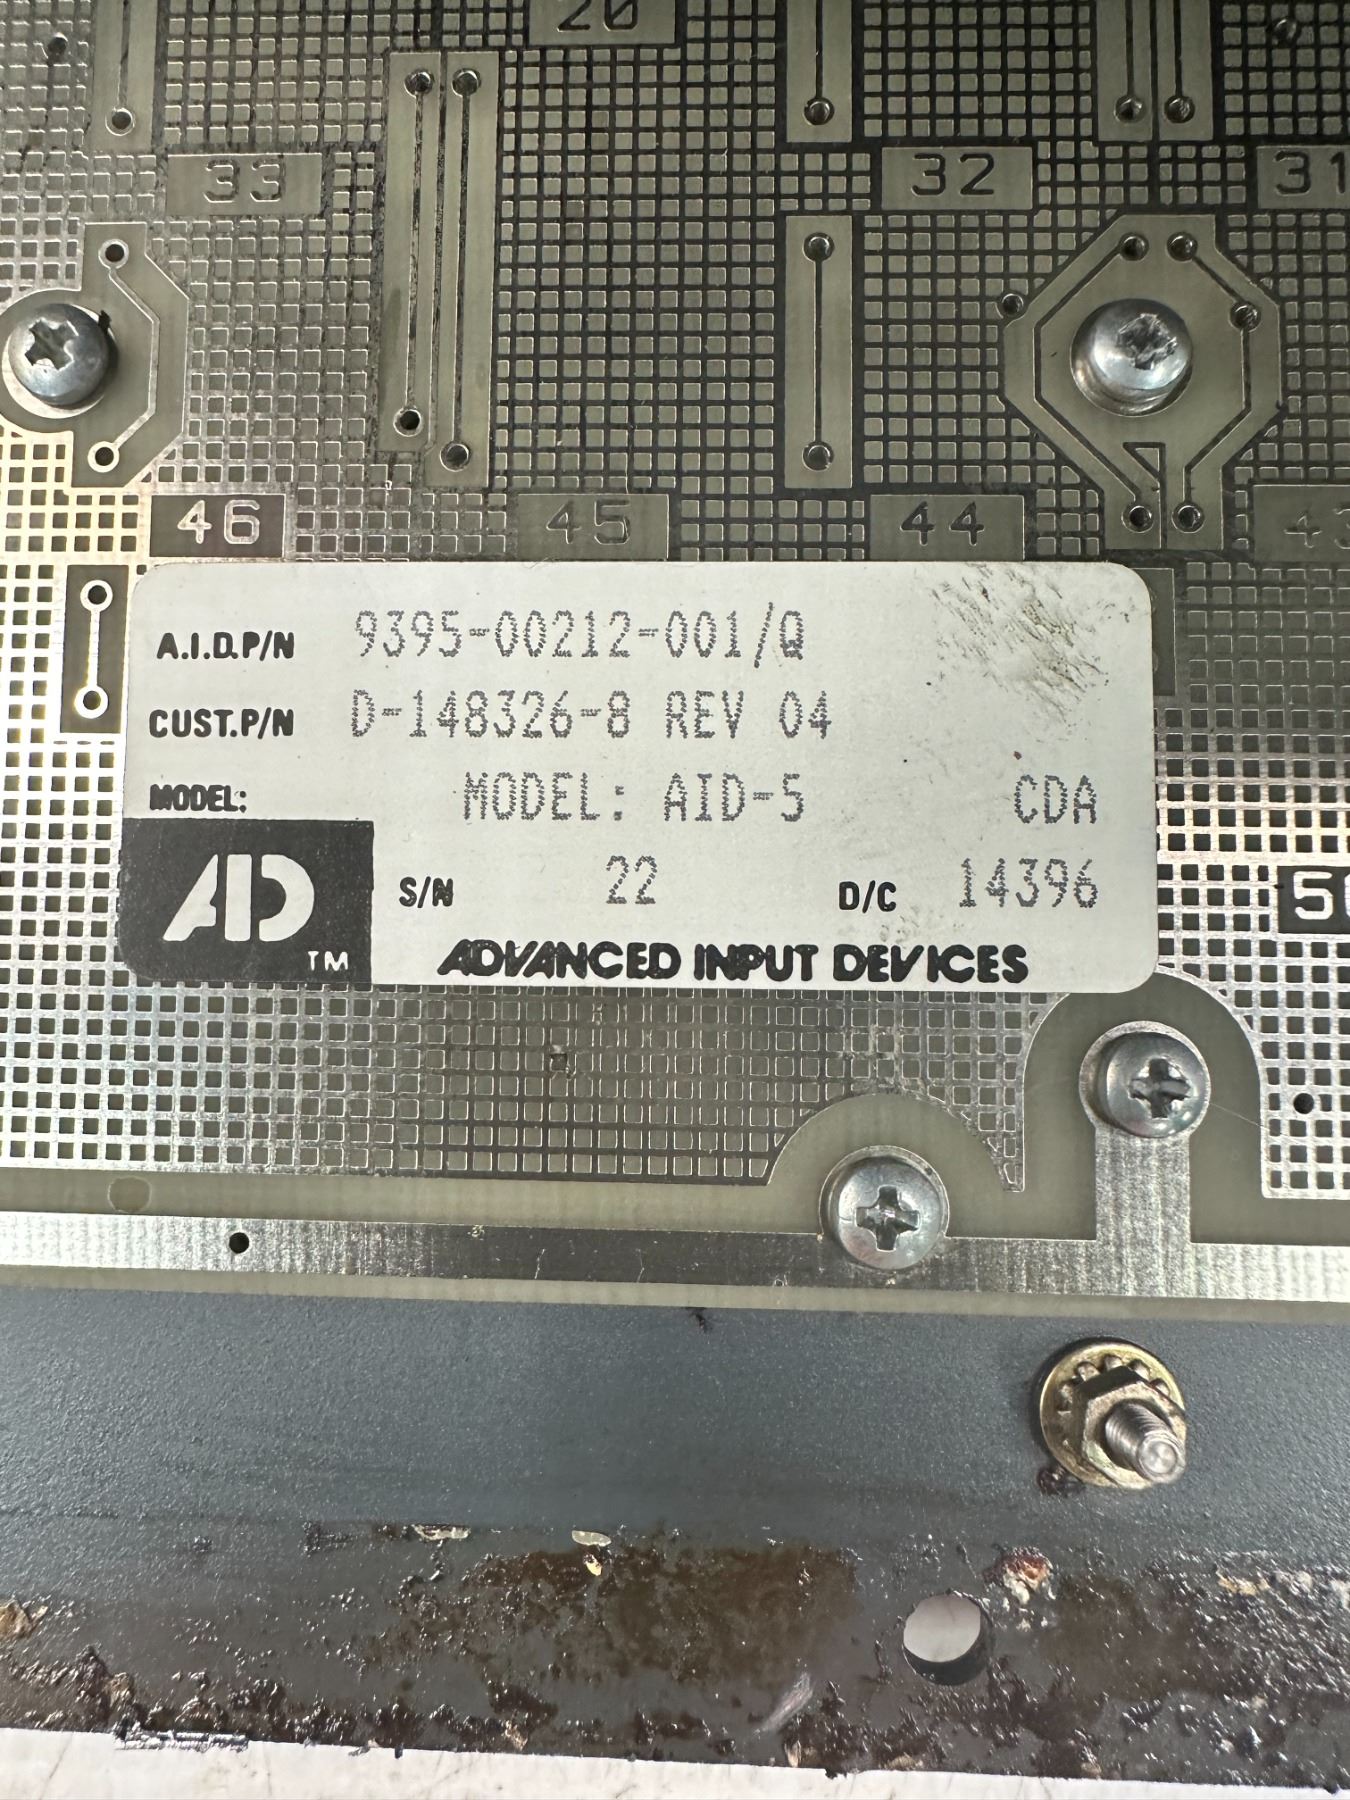 20
33
32
31
46
45
44
A.I.D.P/N 9395-00212-001/Q
CUST.P/N D-148326-8 REV 04
MODEL: MODEL: AID-5 CDA
S/N 22 D/C 14396
AID TM
ADVANCED INPUT DEVICES